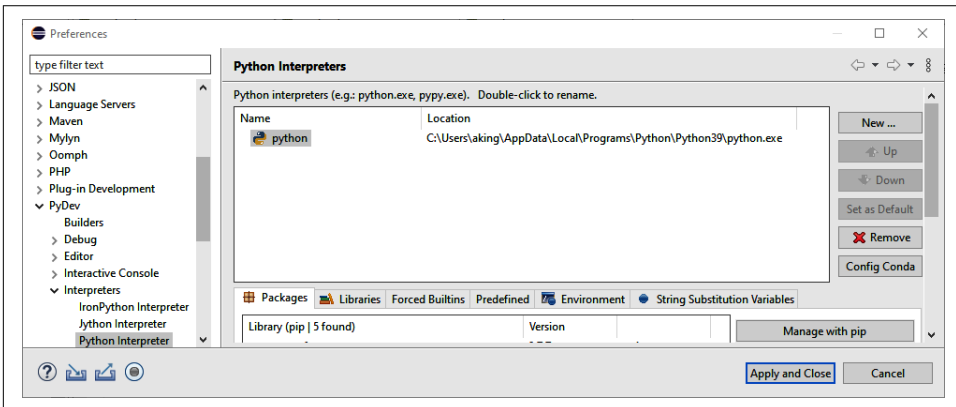 Preferences
type filter text
JSON
Language Servers
Maven
Mylyn
Oomph
PHP
Plug-in Development
PyDev
Builders
Debug
Editor
Interactive Console
Interpreters
IronPython Interpreter
Jython Interpreter
Python Interpreter
Python Interpreters
Python interpreters (e.g.: python.exe, pypy.exe).   Double-click to rename.
Name Location
python C:\Users\aking\AppData\Local\Programs\Python\Python39\python.exe
New ...
Up
Down
Set as Default
Remove
Config Conda
Packages Libraries Forced Builtins Predefined Environment String Substitution Variables
Library (pip | 5 found) Version
Manage with pip
Apply and Close Cancel